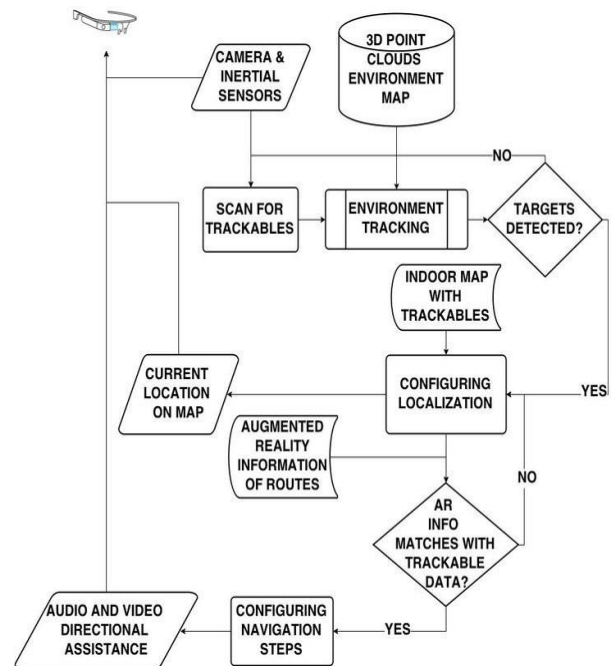 CAMERA &
INERTIAL
SENSORS
3D POINT
CLOUDS
ENVIRONMENT
MAP
NO
SCAN FOR
TRACKABLES
ENVIRONMENT
TRACKING
TARGETS
DETECTED?
INDOOR MAP
WITH
TRACKABLES
YES
CONFIGURING
LOCALIZATION
CURRENT
LOCATION
ON MAP
AUGMENTED
REALITY
INFORMATION
OF ROUTES
NO
AR
INFO
MATCHES WITH
TRACKABLE
DATA?
YES
CONFIGURING
NAVIGATION
STEPS
AUDIO AND VIDEO
DIRECTIONAL
ASSISTANCE